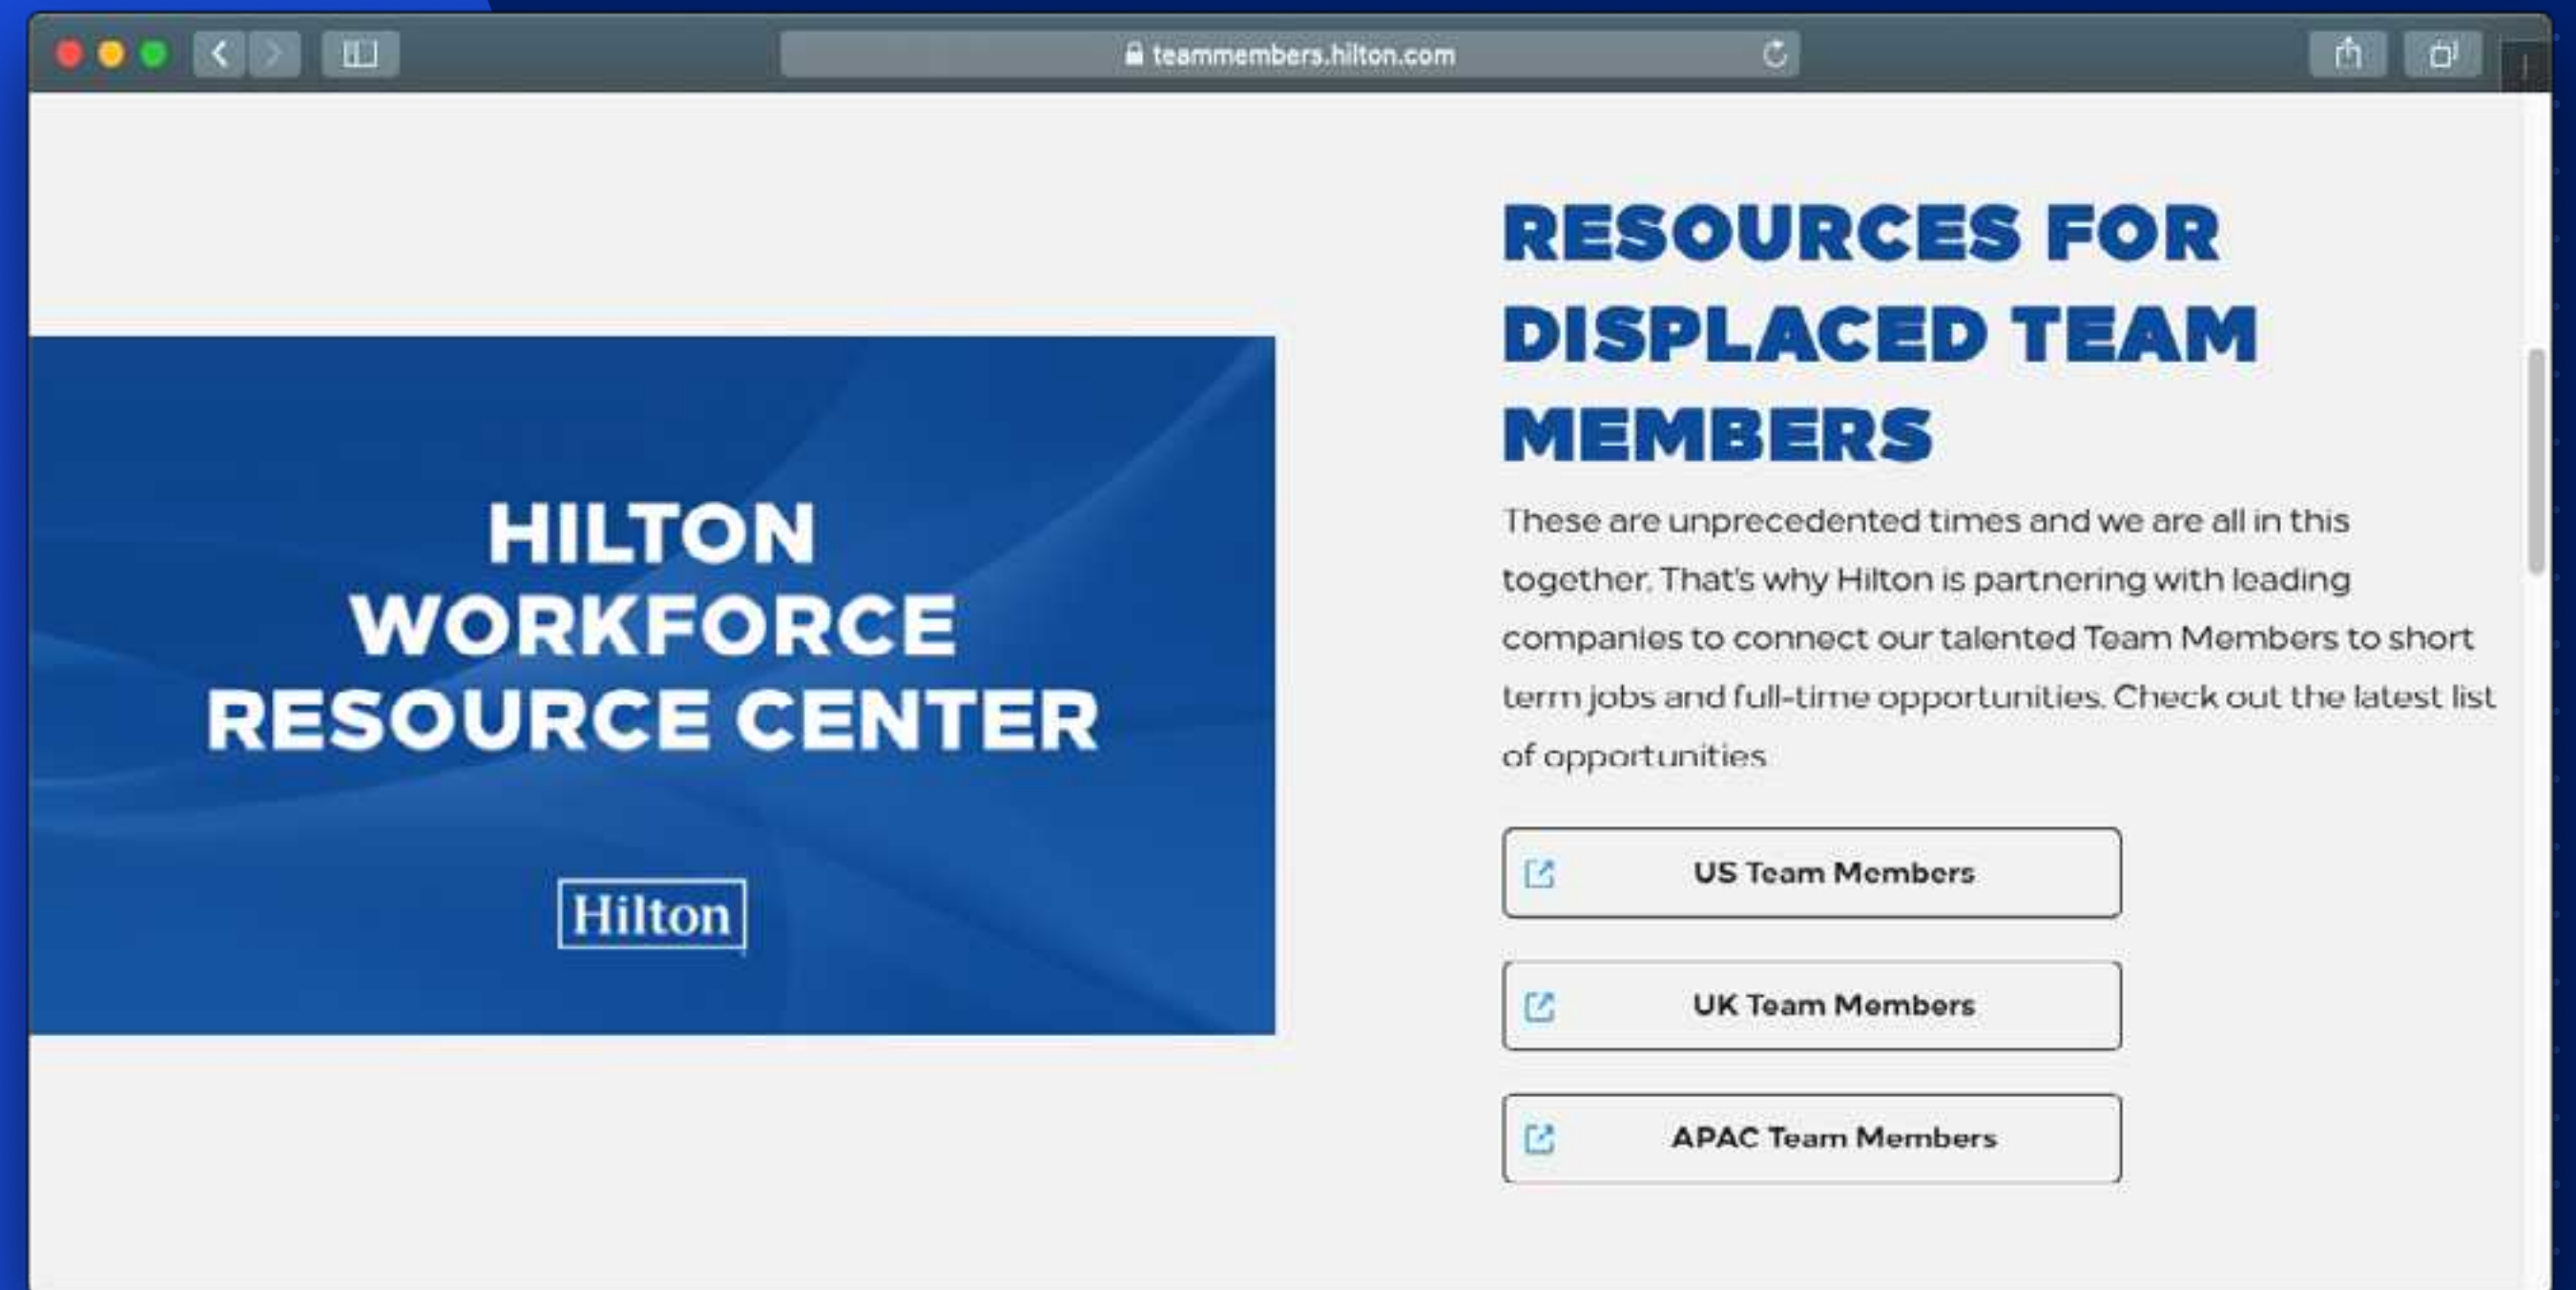 teammembers.hilton.com
HILTON
WORKFORCE
RESOURCE CENTER
Hilton
RESOURCES FOR
DISPLACED TEAM
MEMBERS
These are unprecedented times and we are all in this
together. That's why Hilton is partnering with leading
companies to connect our talented Team Members to short
term jobs and full-time opportunities. Check out the latest list
of opportunities
US Team Members
UK Team Members
APAC Team Members